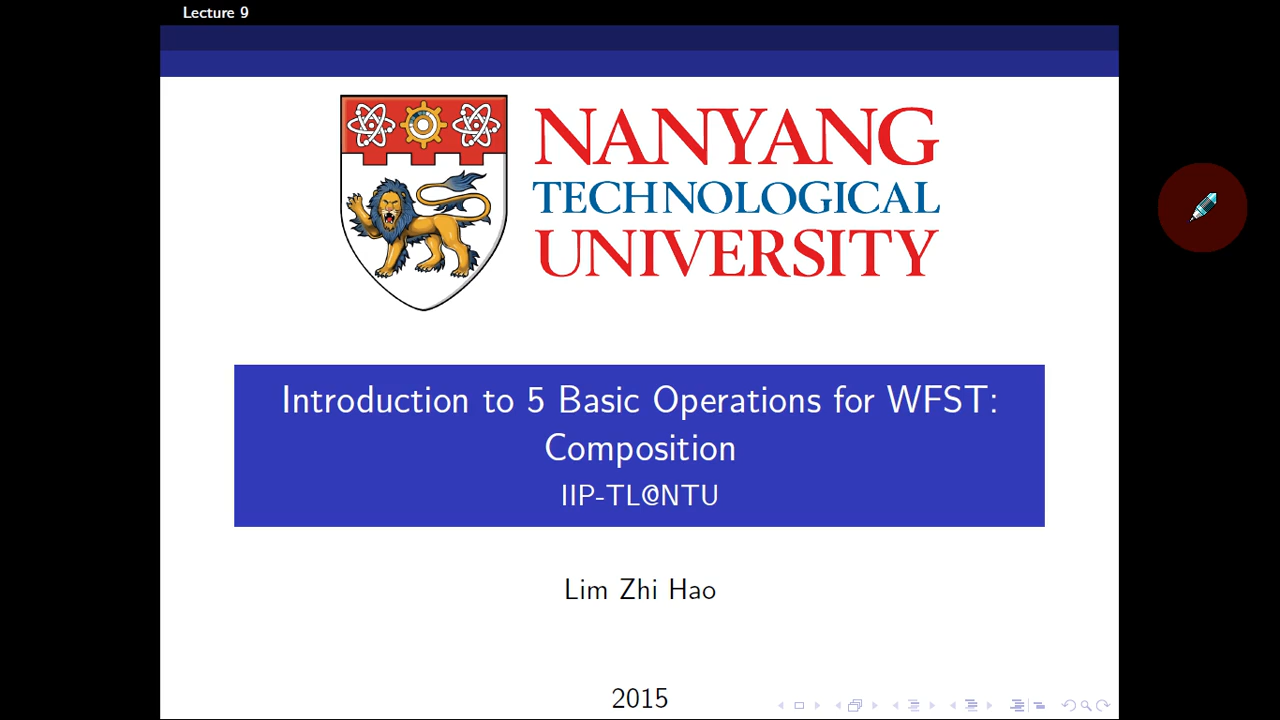 Lecture 9
NANYANG
TECHNOLOGICAL
UNIVERSITY
Introduction to 5 Basic Operations for WFST:
Composition
IIP-TL@NTU
Lim Zhi Hao
2015